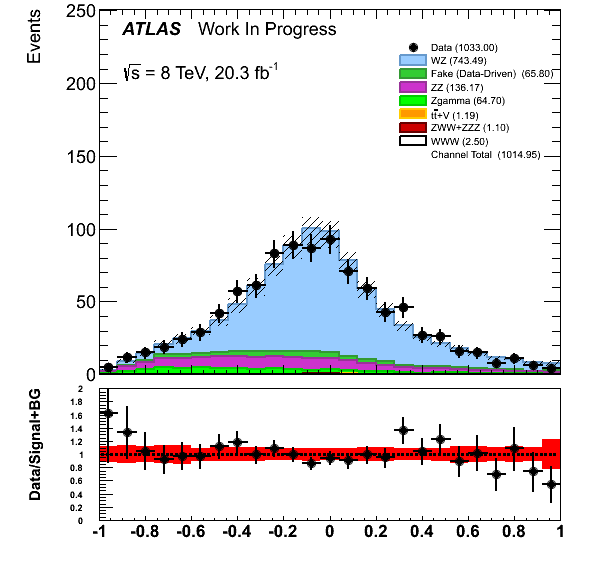 Events
250
200
150
100
50
0
ATLAS Work In Progress
√s = 8 TeV, 20.3 fb-1
Data (1033.00)
WZ (743.49)
Fake (Data-Driven) (65.80)
ZZ (136.17)
Zgamma (64.70)
tt̄+V (1.19)
ZWW+ZZZ (1.10)
WWW (2.50)
Channel Total (1014.95)
Data/Signal+BG
2
1.8
1.6
1.4
1.2
1
0.8
0.6
0.4
0.2
0
-1 -0.8 -0.6 -0.4 -0.2 0 0.2 0.4 0.6 0.8 1